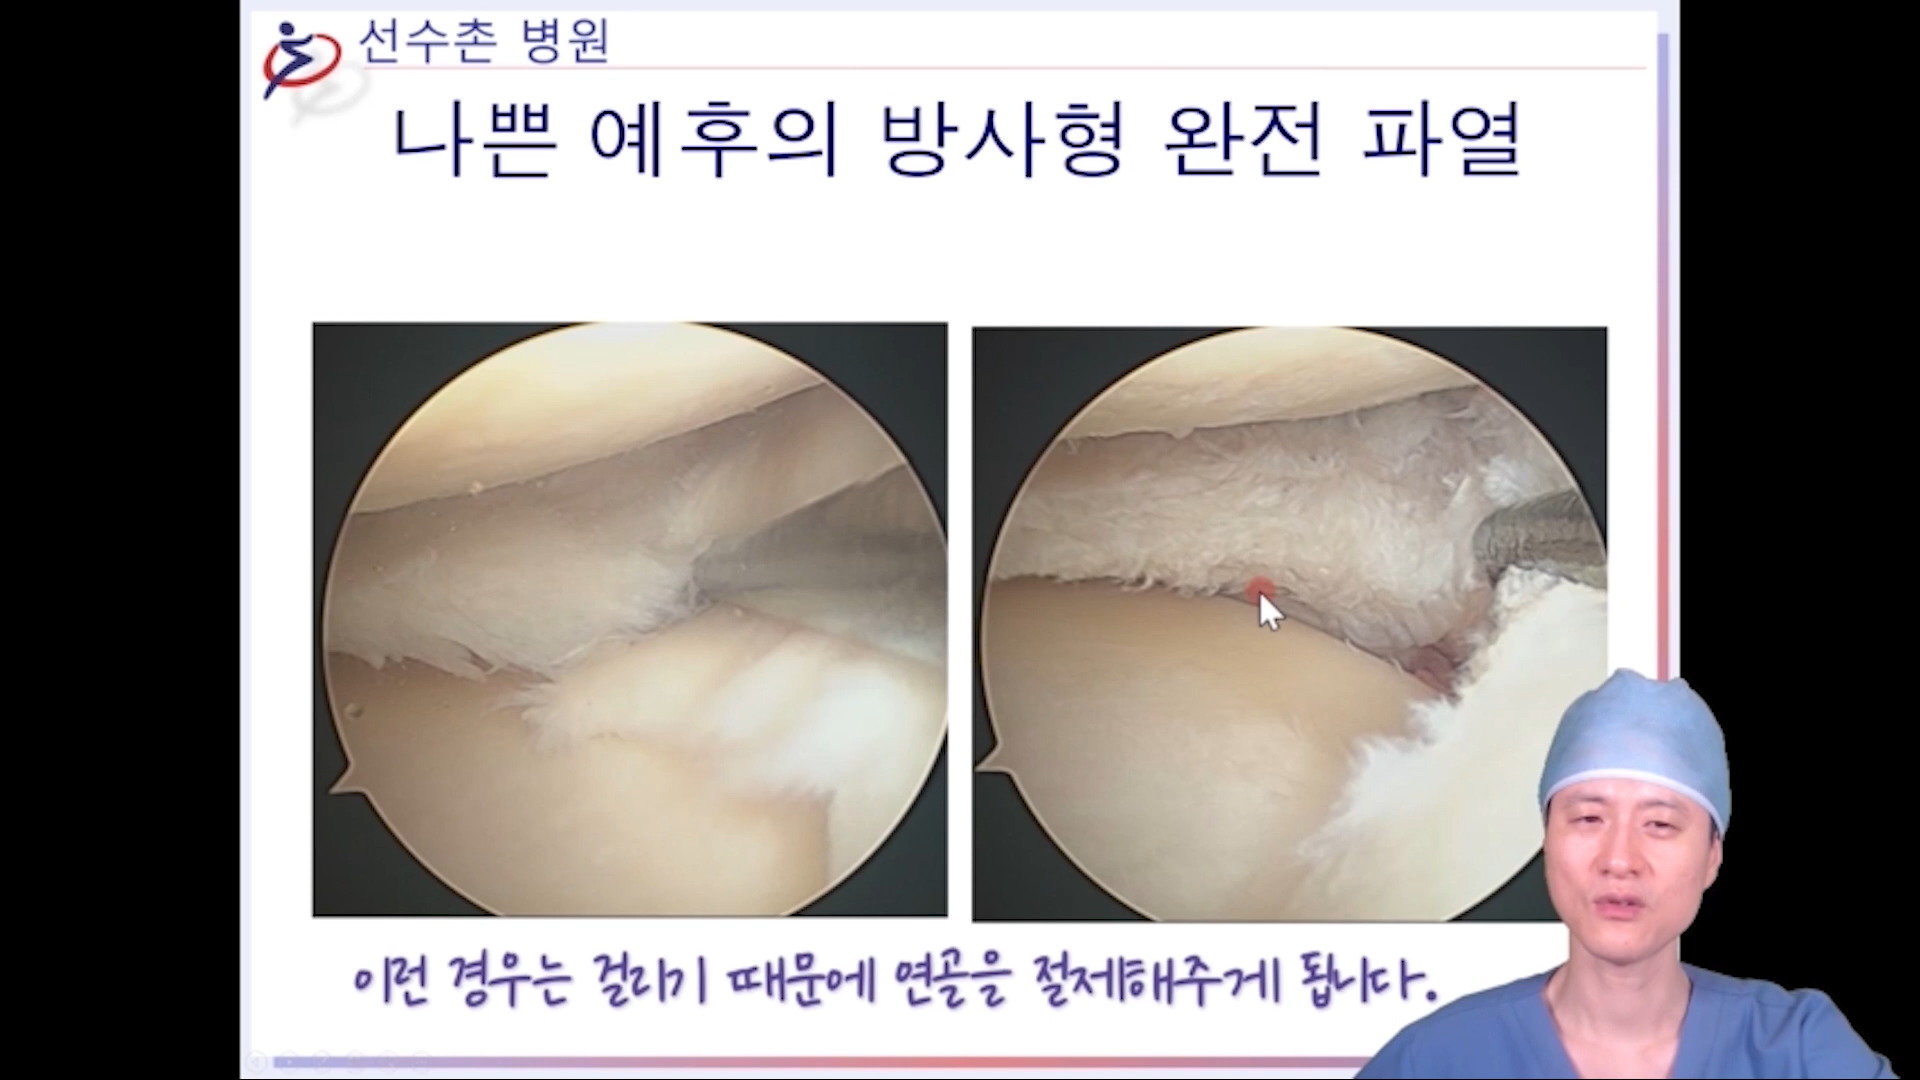 선수촌 병원
나쁜 예후의 방사형 완전 파열
이런 경우는 걸리기 때문에 연골을 절제해주게 됩니다.